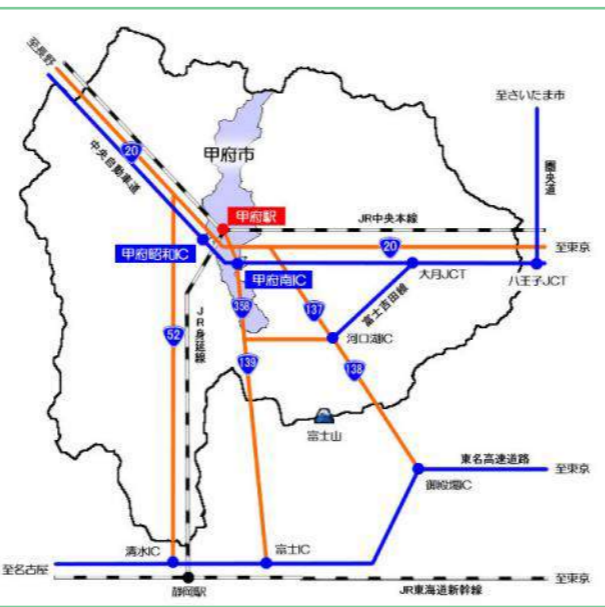 至長野
20
中央自動車道
甲府市
至さいたま市
圏央道
甲府駅
JR中央本線
20
至東京
甲府昭和IC
甲府南IC
大月JCT
八王子JCT
富士吉田線
358
137
52
JR身延線
河口湖IC
139
138
富士山
東名高速道路
至東京
御殿場IC
清水IC
富士IC
至名古屋
静岡駅
JR東海道新幹線
至東京